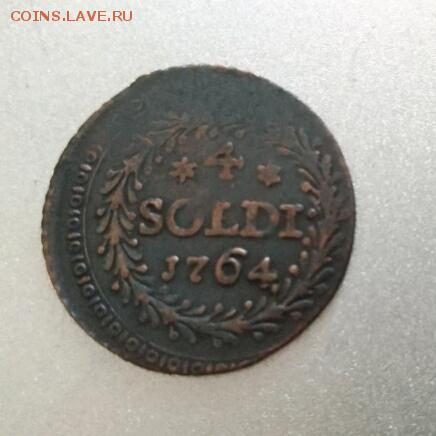 COINS.LAVE.RU
* 4 *
SOLDI
1764